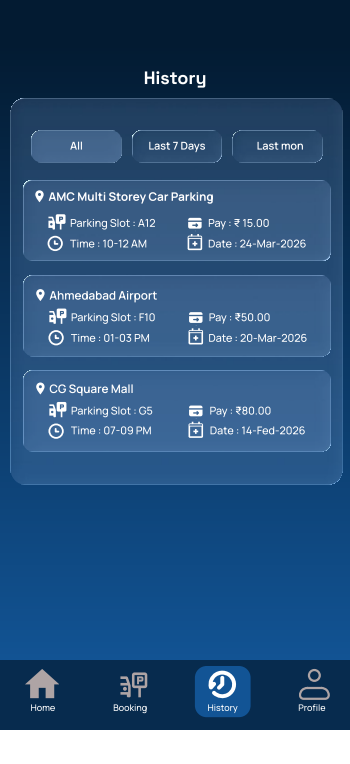 History
All
Last 7 Days
Last mon
AMC Multi Storey Car Parking
P Parking Slot : A12
Pay : ₹ 15.00
Time : 10-12 AM
Date : 24-Mar-2026
Ahmedabad Airport
P Parking Slot : F10
Pay : ₹50.00
Time : 01-03 PM
Date : 20-Mar-2026
CG Square Mall
P Parking Slot : G5
Pay : ₹80.00
Time : 07-09 PM
Date : 14-Fed-2026
P
Home
Booking
History
Profile